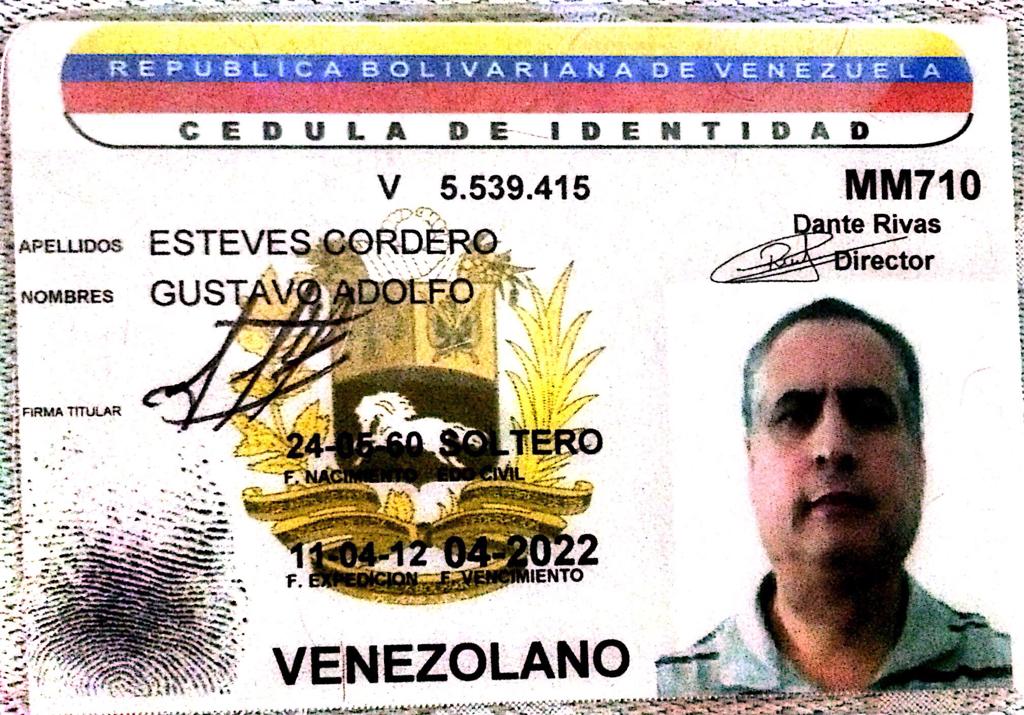 REPUBLICA BOLIVARIANA DE VENEZUELA
CEDULA DE IDENTIDAD
V 5.539.415 MM710
Dante Rivas
Director
APELLIDOS ESTEVES CORDERO
NOMBRES GUSTAVO ADOLFO
FIRMA TITULAR
24-05-60 SOLTERO
F. NACIMIENTO EDO CIVIL
11-04-12 04-2022
F. EXPEDICION F. VENCIMIENTO
VENEZOLANO